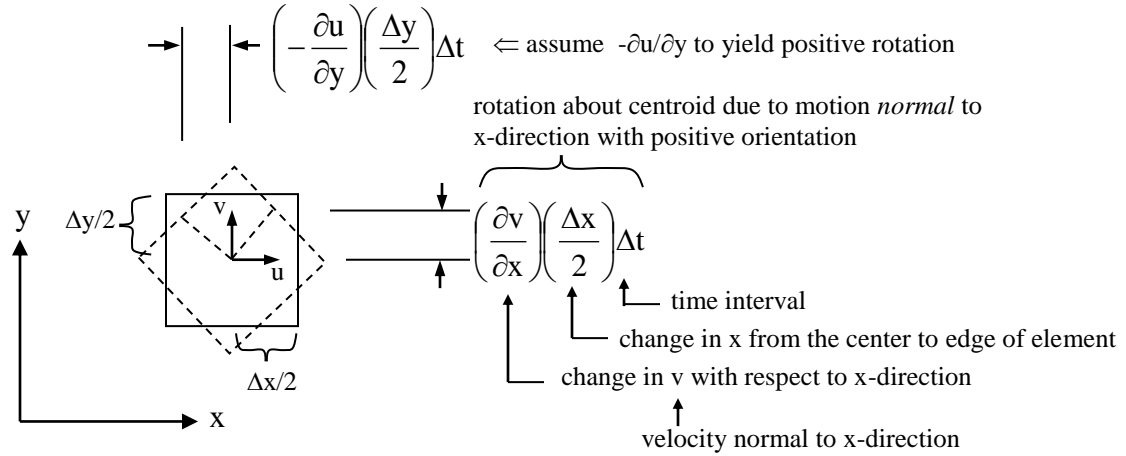 (-∂u/∂y)(Δy/2)Δt ⇐ assume -∂u/∂y to yield positive rotation
rotation about centroid due to motion normal to
x-direction with positive orientation
Δy/2
v
u
y
x
Δx/2
(∂v/∂x)(Δx/2)Δt
time interval
change in x from the center to edge of element
change in v with respect to x-direction
velocity normal to x-direction